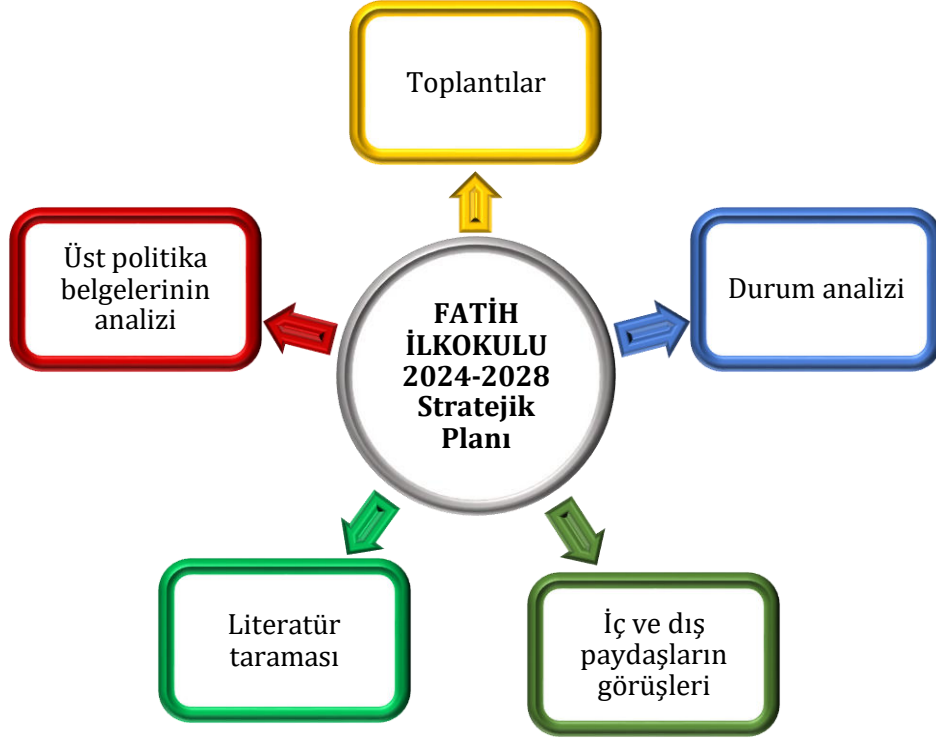 Toplantılar
Üst politika
belgelerinin
analizi
Durum analizi
FATİH
İLKOKULU
2024-2028
Stratejik
Planı
Literatür
taraması
İç ve dış
paydaşların
görüşleri